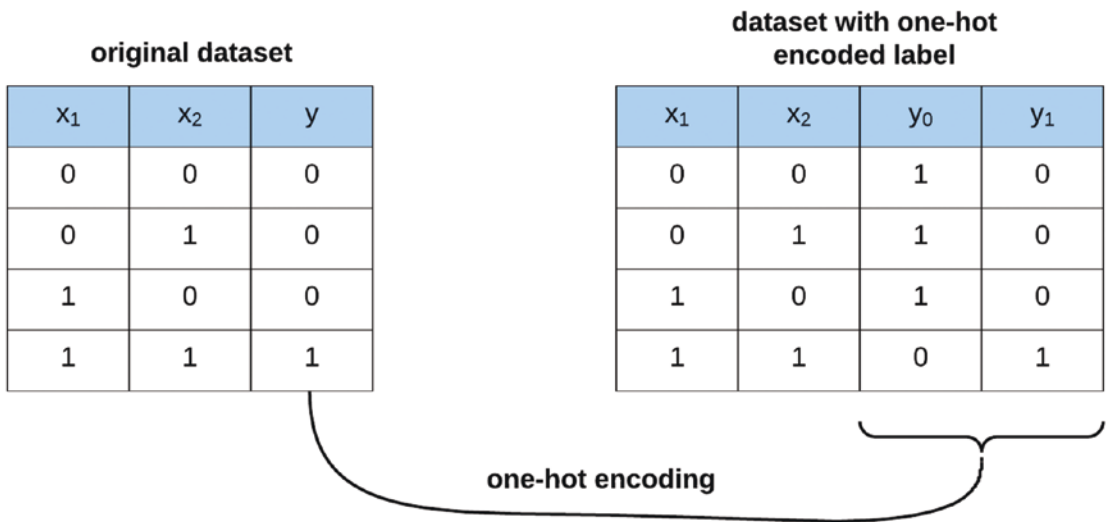 original dataset
x₁ x₂ y
0 0 0
0 1 0
1 0 0
1 1 1
dataset with one-hot
encoded label
x₁ x₂ y₀ y₁
0 0 1 0
0 1 1 0
1 0 1 0
1 1 0 1
one-hot encoding